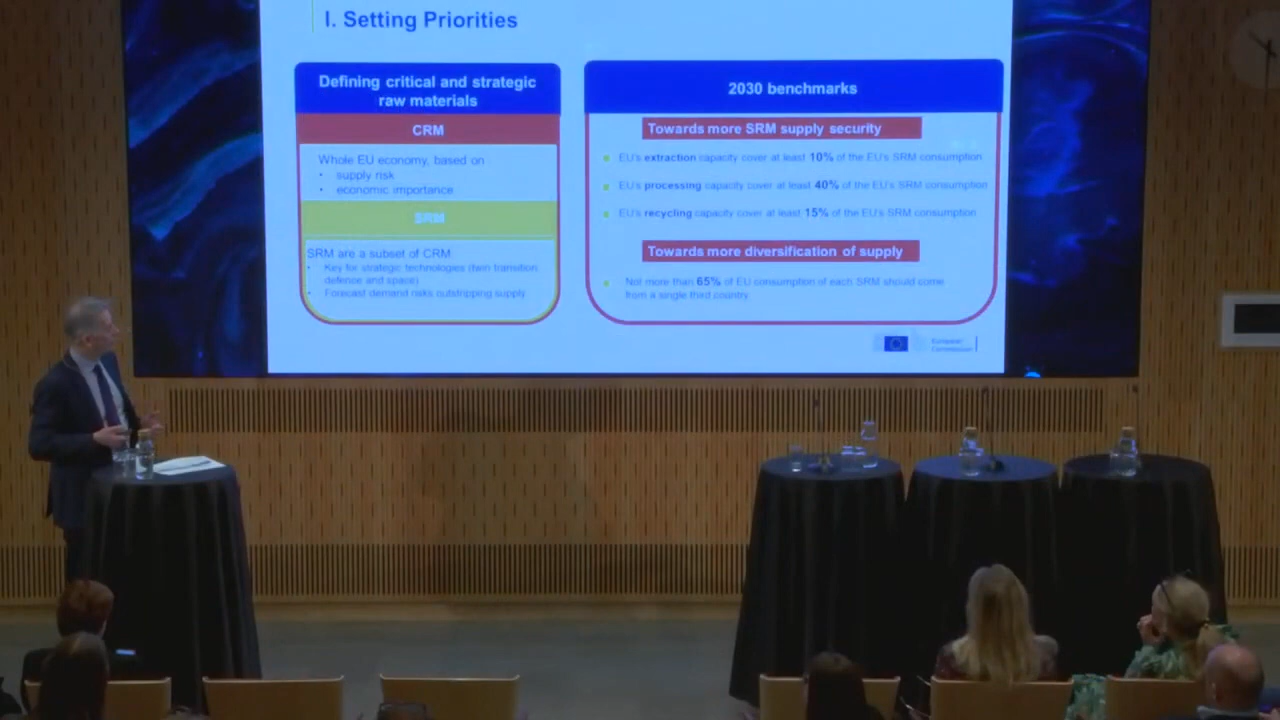 I. Setting Priorities
Defining critical and strategic
raw materials
CRM
Whole EU economy, based on
• supply risk
• economic importance
SRM
SRM are a subset of CRM
• Key for strategic technologies (twin transition
defence and space)
• Forecast demand risks outstripping supply
2030 benchmarks
Towards more SRM supply security
EU's extraction capacity cover at least 10% of the EU's SRM consumption
EU's processing capacity cover at least 40% of the EU's SRM consumption
EU's recycling capacity cover at least 15% of the EU's SRM consumption
Towards more diversification of supply
Not more than 65% of EU consumption of each SRM should come
from a single third country
European
Commission